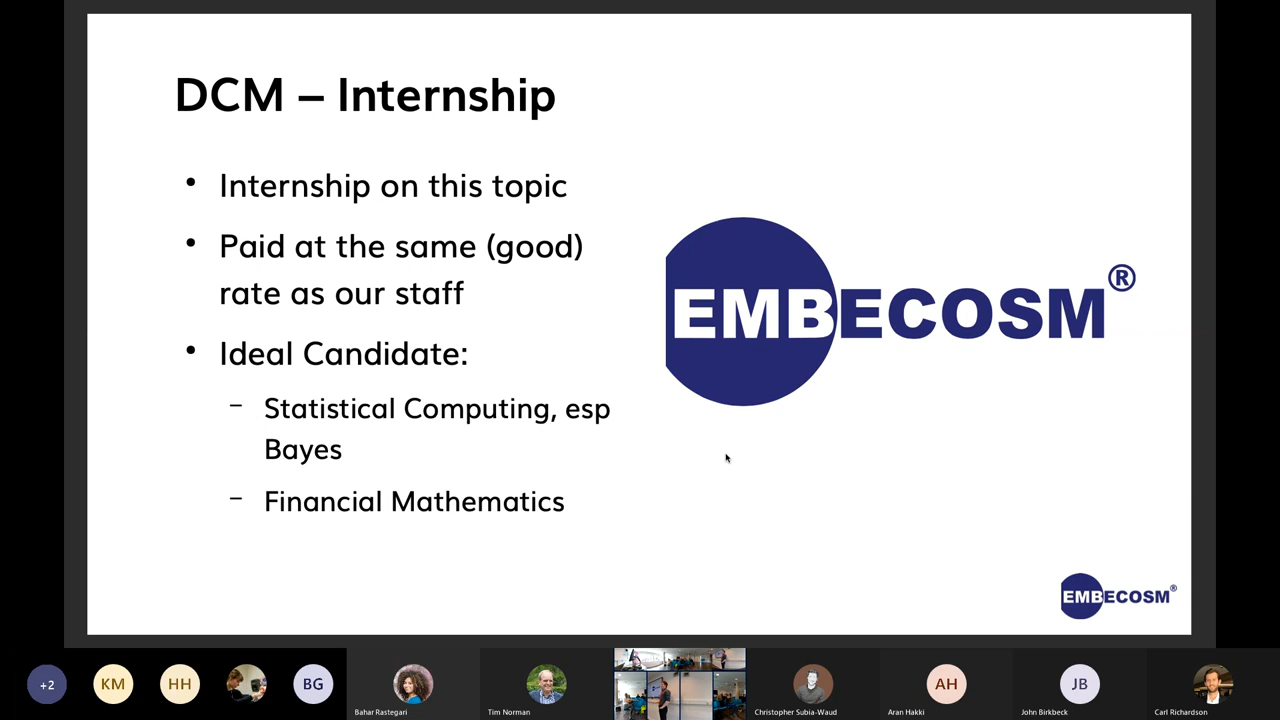 DCM – Internship
• Internship on this topic
• Paid at the same (good)
rate as our staff
• Ideal Candidate:
– Statistical Computing, esp
Bayes
– Financial Mathematics
EMBECOSM®
EMBECOSM®
+2
KM
HH
BG
Bahar Rastegari
Tim Norman
Christopher Subia-Waud
AH
Aran Hakki
JB
John Birkbeck
Carl Richardson